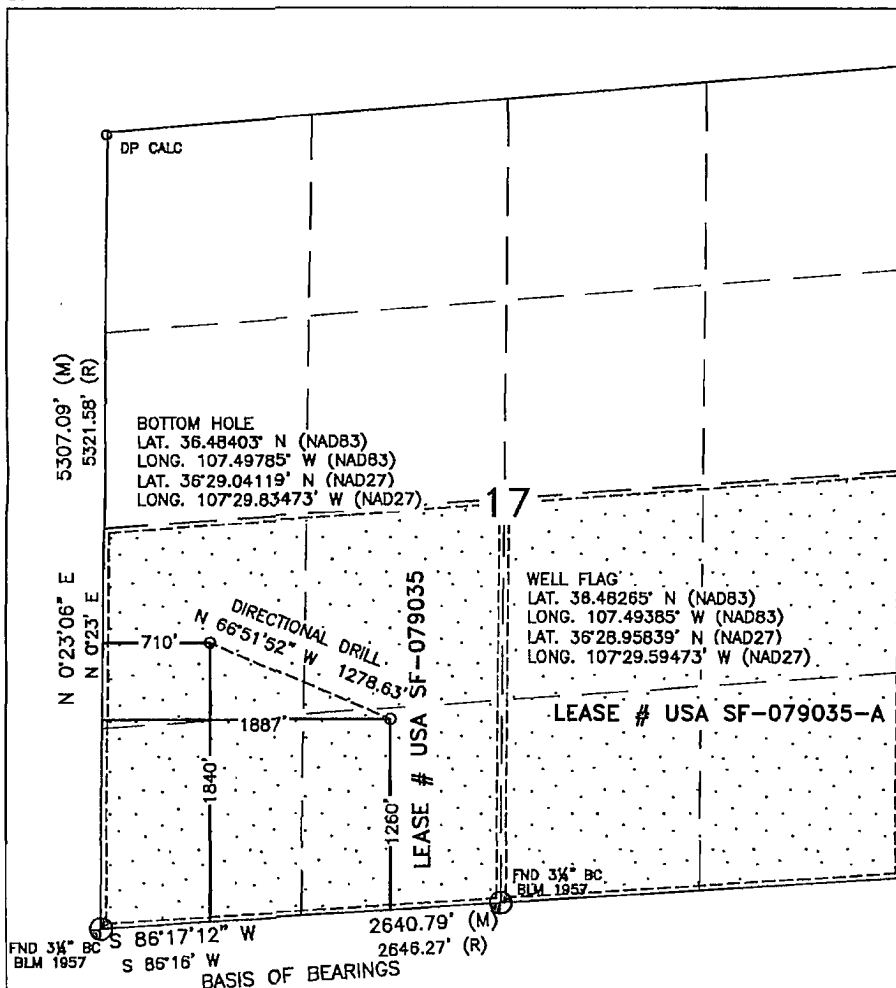 DP CALC
5307.09' (M)
5321.58' (R)
BOTTOM HOLE
LAT. 36.48403° N (NAD83)
LONG. 107.49785° W (NAD83)
LAT. 36°29.04119' N (NAD27)
LONG. 107°29.83473' W (NAD27)
17
WELL FLAG
LAT. 36.48265° N (NAD83)
LONG. 107.49385° W (NAD83)
LAT. 36°28.95839' N (NAD27)
LONG. 107°29.59473' W (NAD27)
N 0°23'06" E
N 0°23' E
DIRECTIONAL DRILL
N 66°51'52" W 1278.63'
710'
1887'
1840'
1260'
LEASE # USA SF-079035
LEASE # USA SF-079035-A
FND 3¼" BC
BLM 1957
FND 3¼" BC
BLM 1957
S 86°17'12" W 2640.79' (M)
S 86°16' W 2646.27' (R)
BASIS OF BEARINGS